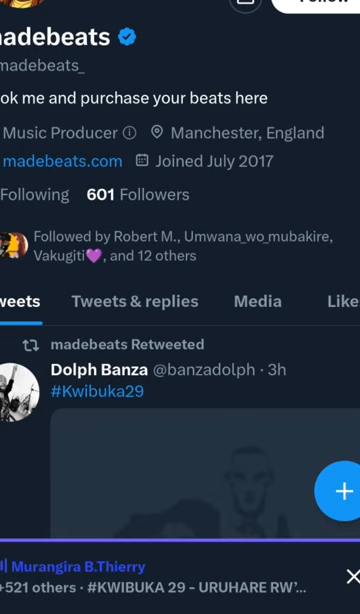 adebeats
madebeats_
ok me and purchase your beats here
Music Producer Manchester, England
madebeats.com Joined July 2017
Following 601 Followers
Followed by Robert M., Umwana_wo_mubakire,
Vakugiti💜, and 12 others
weets Tweets & replies Media Like
madebeats Retweeted
Dolph Banza @banzadolph · 3h
#Kwibuka29
Murangira B.Thierry
+521 others · #KWIBUKA 29 - URUHARE RW'...